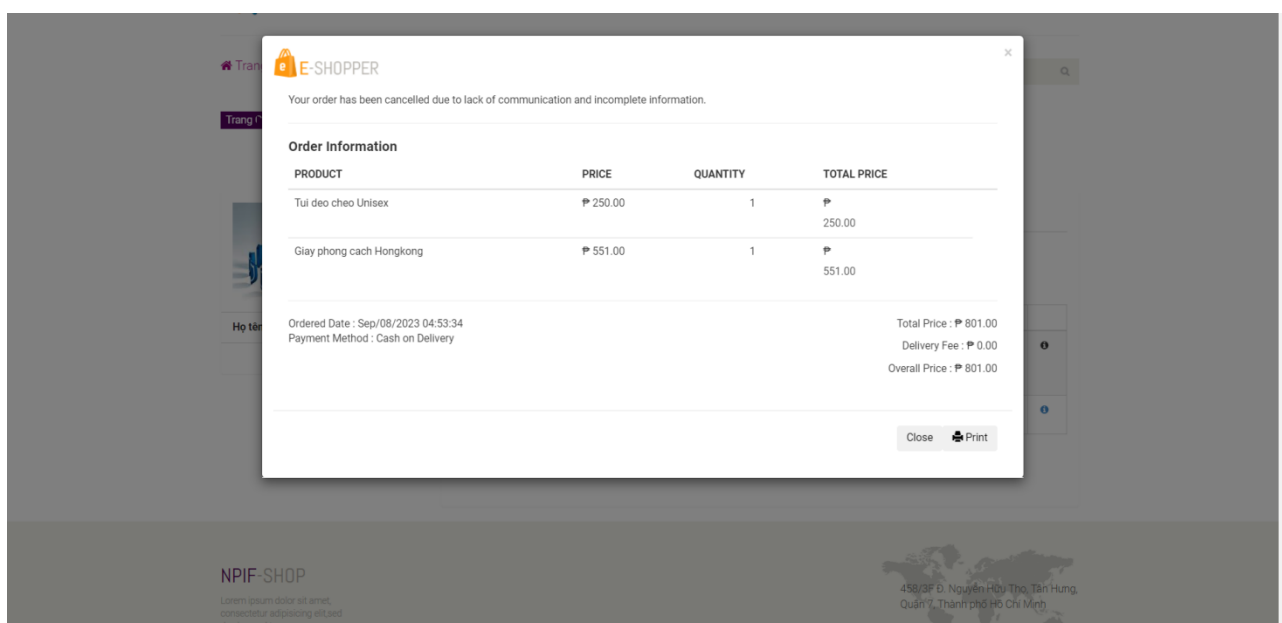 Tran
E-SHOPPER
×
Your order has been cancelled due to lack of communication and incomplete information.
Trang
Order Information
PRODUCT PRICE QUANTITY TOTAL PRICE
Tui deo cheo Unisex ₱ 250.00 1 ₱
250.00
Giay phong cach Hongkong ₱ 551.00 1 ₱
551.00
Họ tên
Ordered Date : Sep/08/2023 04:53:34 Total Price : ₱ 801.00
Payment Method : Cash on Delivery Delivery Fee : ₱ 0.00
Overall Price : ₱ 801.00
Close Print
NPIF-SHOP
Lorem ipsum dolor sit amet,
consectetur adipisicing elit,sed
458/3F Đ. Nguyễn Hữu Thọ, Tân Hưng,
Quận 7, Thành phố Hồ Chí Minh